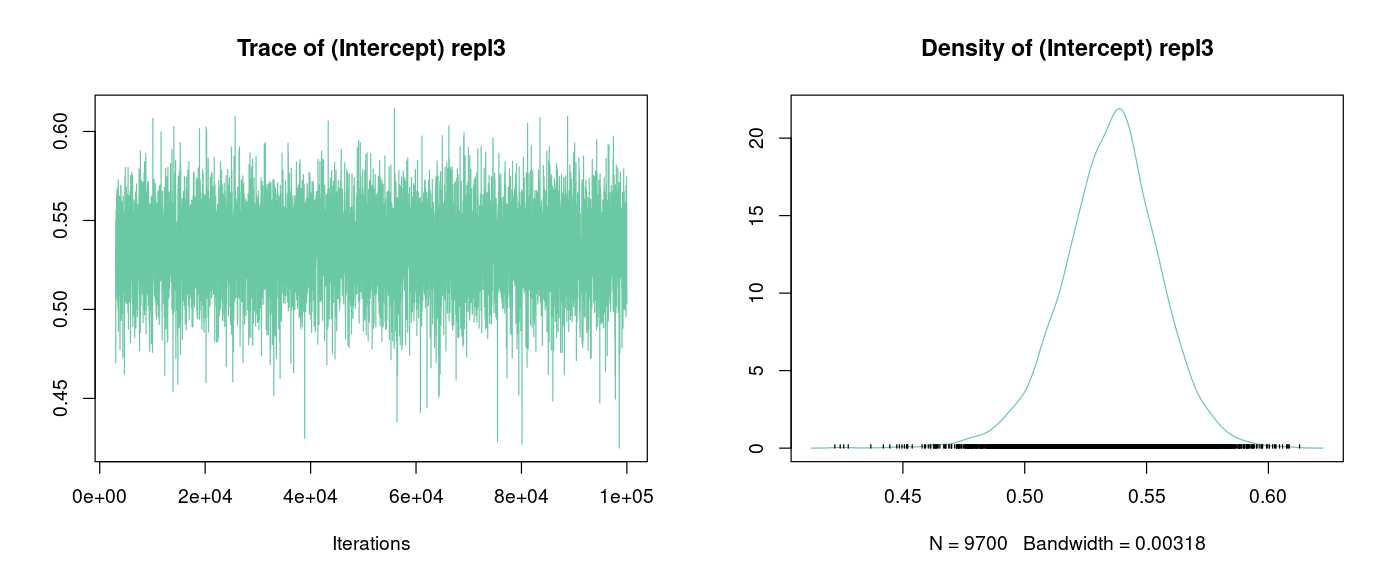 Trace of (Intercept) repl3
0.60
0.55
0.50
0.45
0e+00 2e+04 4e+04 6e+04 8e+04 1e+05
Iterations
Density of (Intercept) repl3
20
15
10
5
0
0.45 0.50 0.55 0.60
N = 9700 Bandwidth = 0.00318